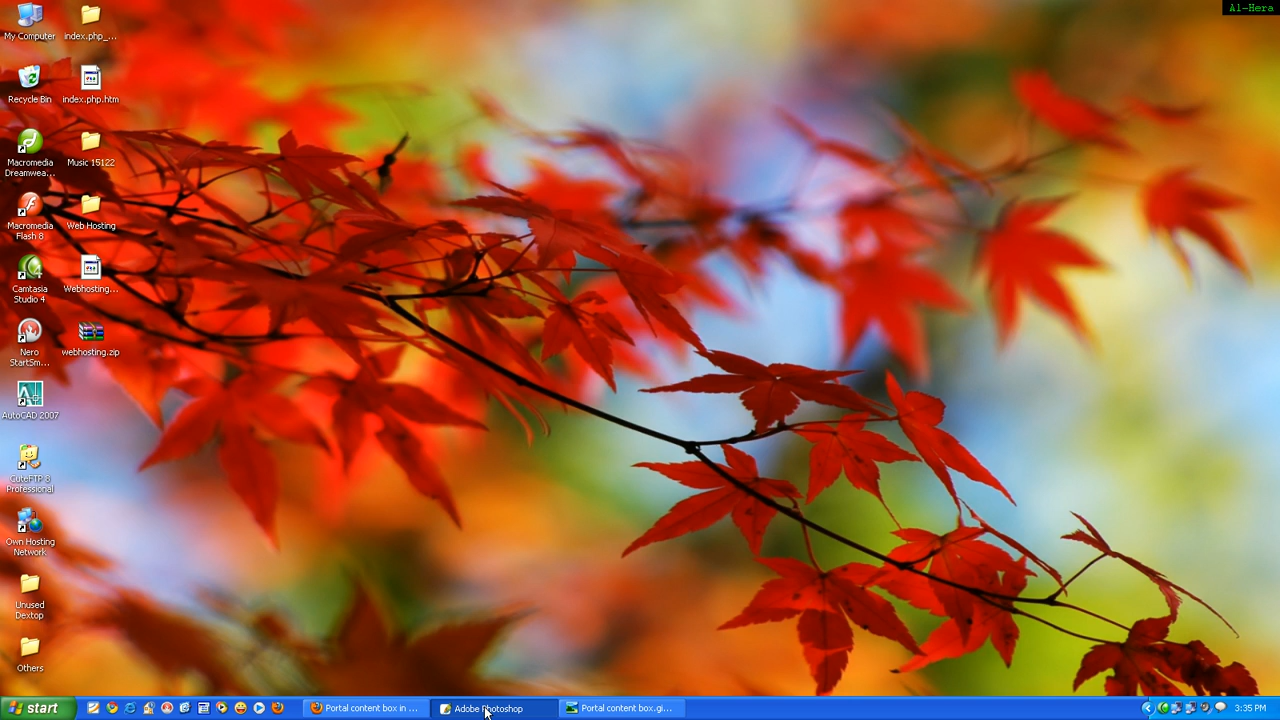 Al-Hera
My Computer
index.php_...
Recycle Bin
index.php.htm
Macromedia
Dreamwea...
Music 15122
Macromedia
Flash 8
Web Hosting
Camtasia
Studio 4
Webhosting...
Nero
StartSm...
webhosting.zip
AutoCAD 2007
CuteFTP 8
Professional
Own Hosting
Network
Unused
Dextop
Others
start
Portal content box in ...
Adobe Photoshop
Portal content box.gi...
3:35 PM